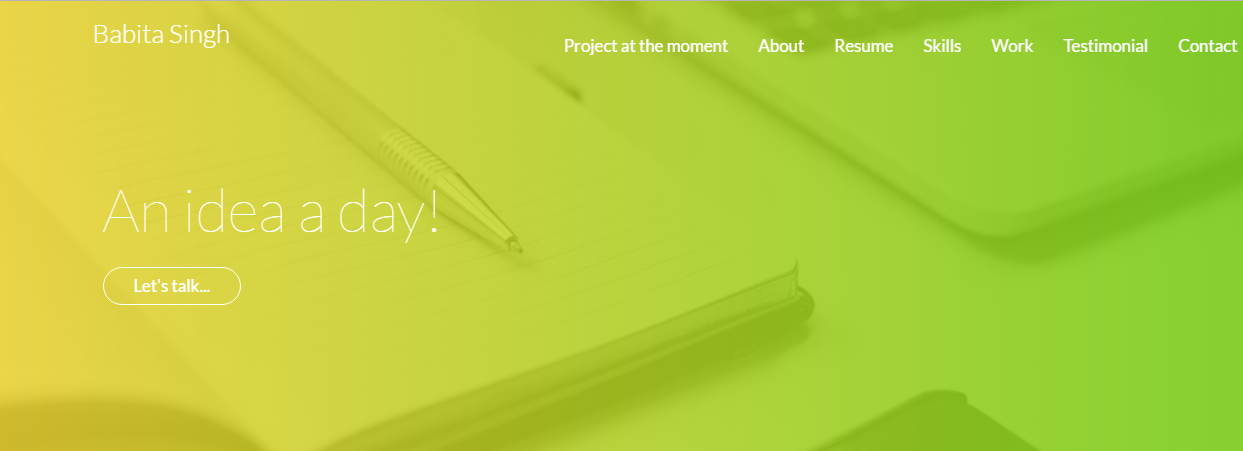 Babita Singh
Project at the moment About Resume Skills Work Testimonial Contact
An idea a day!
Let's talk...